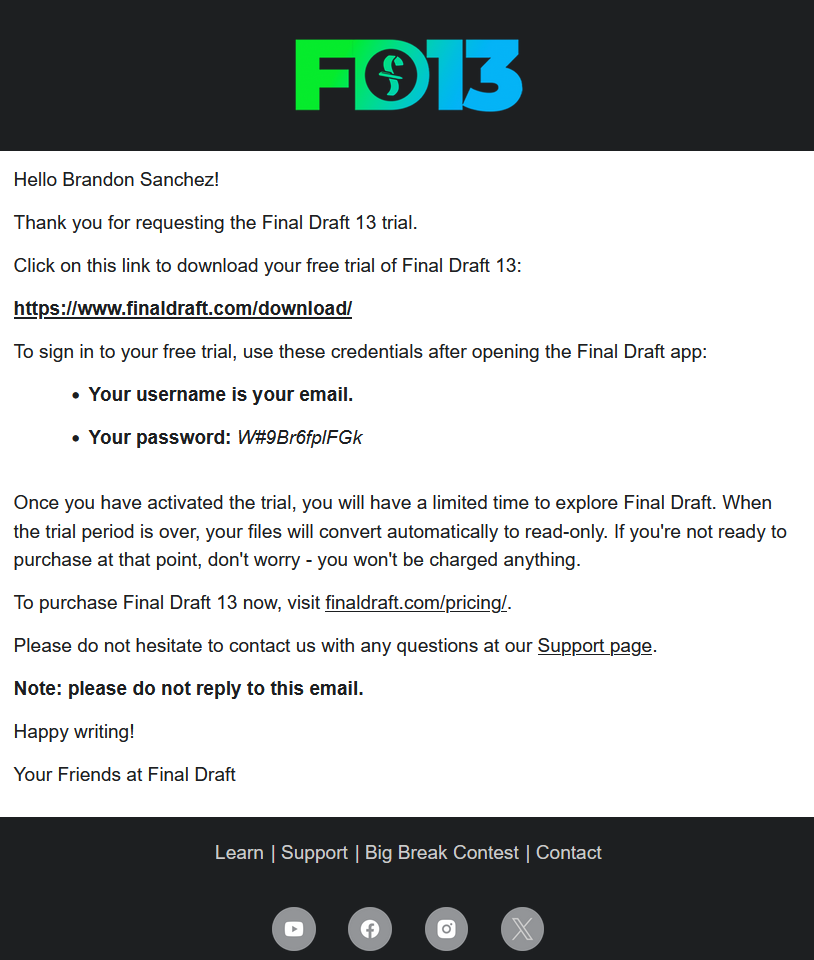 FD13
Hello Brandon Sanchez!
Thank you for requesting the Final Draft 13 trial.
Click on this link to download your free trial of Final Draft 13:
https://www.finaldraft.com/download/
To sign in to your free trial, use these credentials after opening the Final Draft app:
• Your username is your email.
• Your password: W#9Br6fplFGk
Once you have activated the trial, you will have a limited time to explore Final Draft. When
the trial period is over, your files will convert automatically to read-only. If you're not ready to
purchase at that point, don't worry - you won't be charged anything.
To purchase Final Draft 13 now, visit finaldraft.com/pricing/.
Please do not hesitate to contact us with any questions at our Support page.
Note: please do not reply to this email.
Happy writing!
Your Friends at Final Draft
Learn | Support | Big Break Contest | Contact